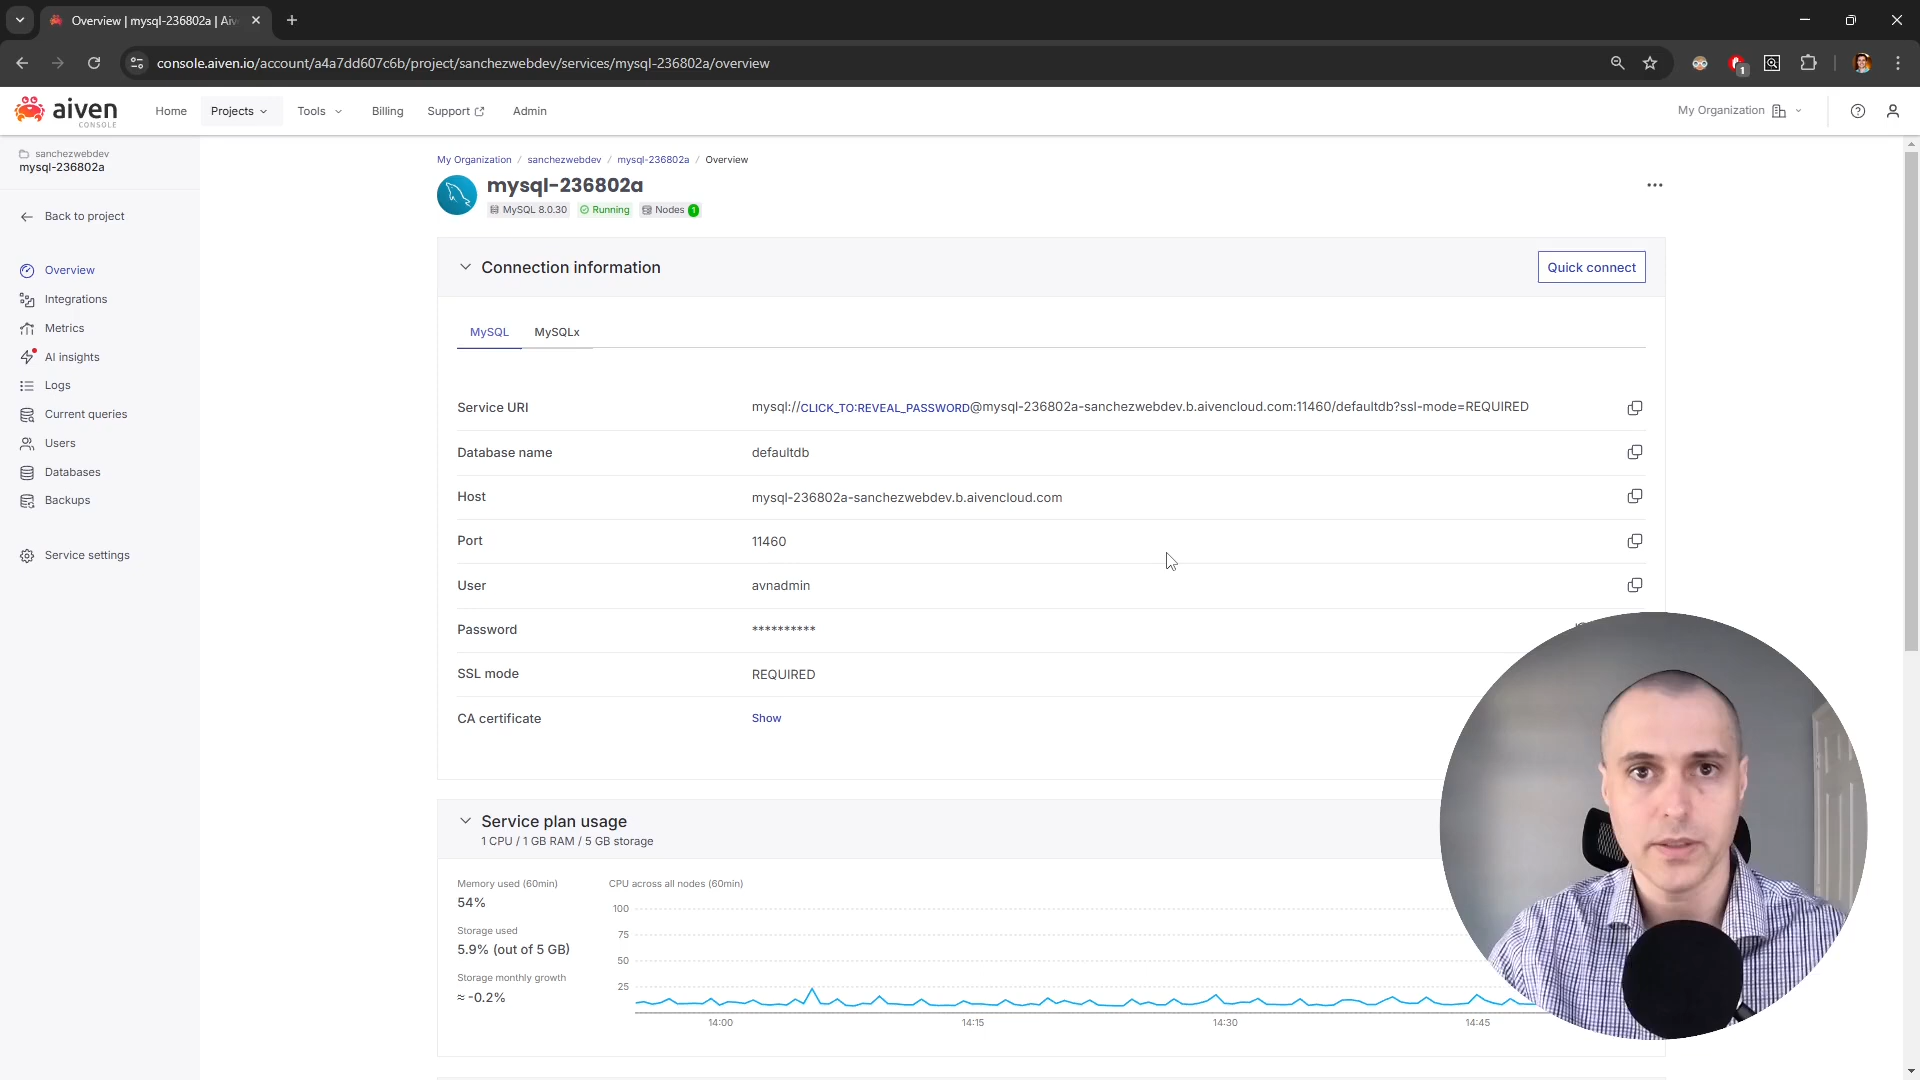 Overview | mysql-236802a | Aiv
console.aiven.io/account/a4a7dd607c6b/project/sanchezwebdev/services/mysql-236802a/overview
1
aiven
CONSOLE
Home
Projects
Tools
Billing
Support
Admin
My Organization
sanchezwebdev
mysql-236802a
Back to project
Overview
Integrations
Metrics
AI insights
Logs
Current queries
Users
Databases
Backups
Service settings
My Organization / sanchezwebdev / mysql-236802a / Overview
mysql-236802a
MySQL 8.0.30 Running Nodes 1
Connection information
Quick connect
MySQL MySQLx
Service URI mysql://CLICK_TO:REVEAL_PASSWORD@mysql-236802a-sanchezwebdev.b.aivencloud.com:11460/defaultdb?ssl-mode=REQUIRED
Database name defaultdb
Host mysql-236802a-sanchezwebdev.b.aivencloud.com
Port 11460
User avnadmin
Password **********
SSL mode REQUIRED
CA certificate Show
Service plan usage
1 CPU / 1 GB RAM / 5 GB storage
Memory used (60min)
54%
Storage used
5.9% (out of 5 GB)
Storage monthly growth
≈ -0.2%
CPU across all nodes (60min)
100
75
50
25
14:00 14:15 14:30 14:45